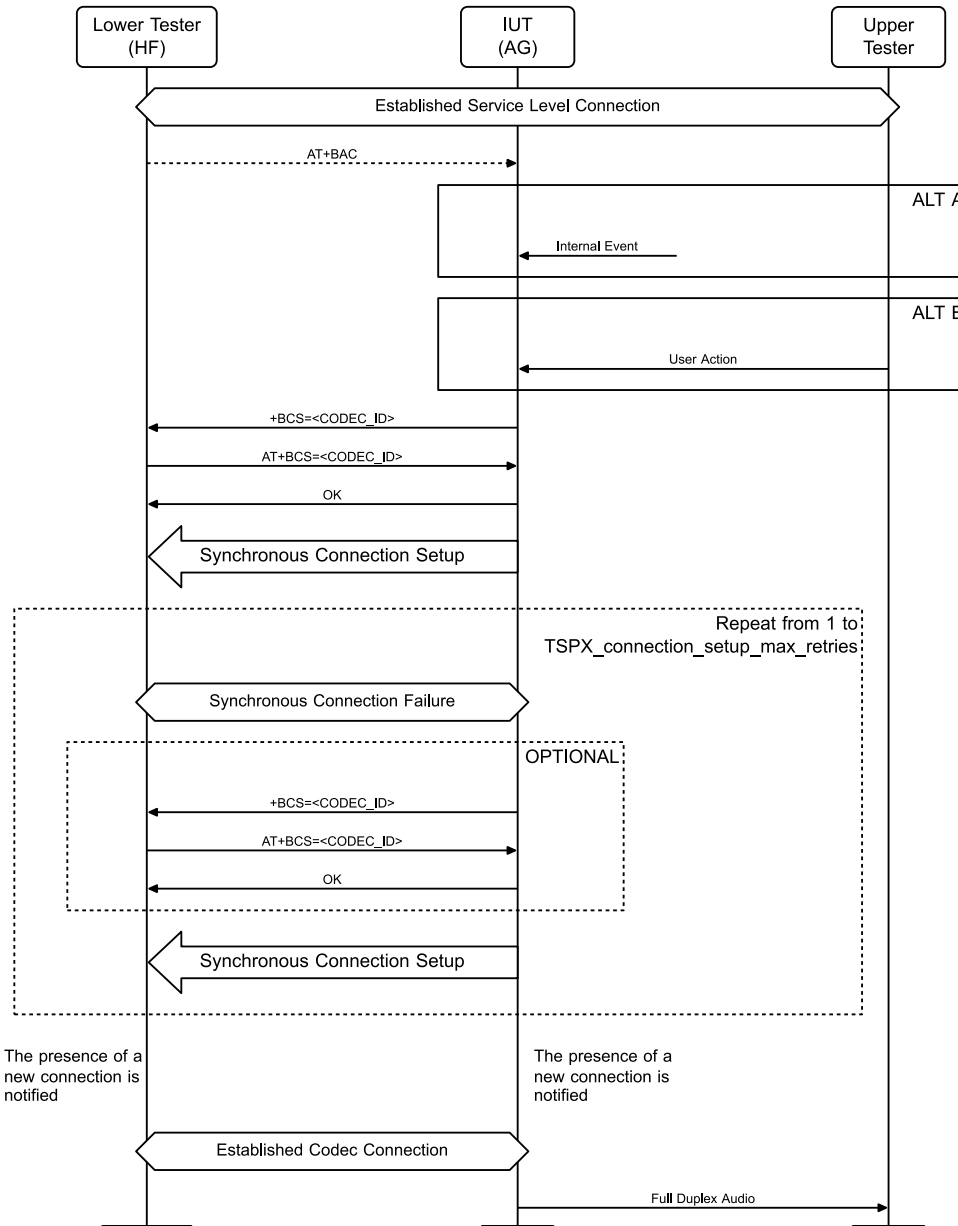 Lower Tester
(HF)
IUT
(AG)
Upper
Tester
Established Service Level Connection
AT+BAC
ALT A
Internal Event
ALT B
User Action
+BCS=<CODEC_ID>
AT+BCS=<CODEC_ID>
OK
Synchronous Connection Setup
Repeat from 1 to
TSPX_connection_setup_max_retries
Synchronous Connection Failure
OPTIONAL
+BCS=<CODEC_ID>
AT+BCS=<CODEC_ID>
OK
Synchronous Connection Setup
The presence of a
new connection is
notified
The presence of a
new connection is
notified
Established Codec Connection
Full Duplex Audio